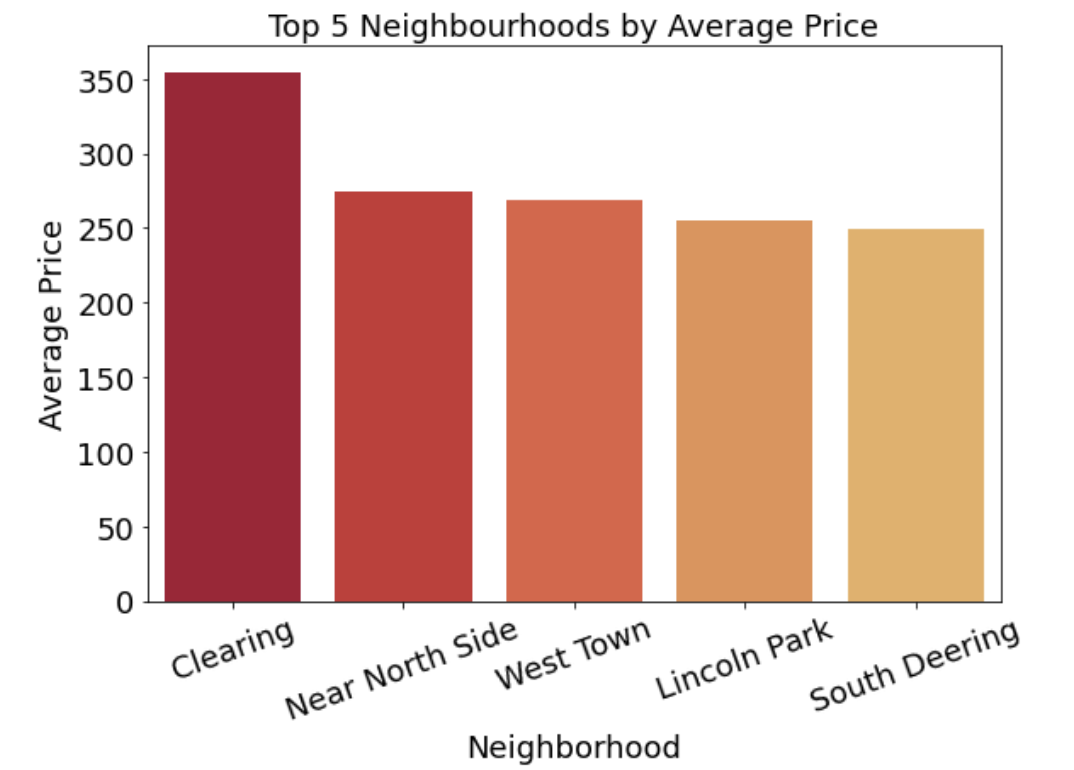 Top 5 Neighbourhoods by Average Price
Average Price
350
300
250
200
150
100
50
0
Clearing
Near North Side
West Town
Lincoln Park
South Deering
Neighborhood